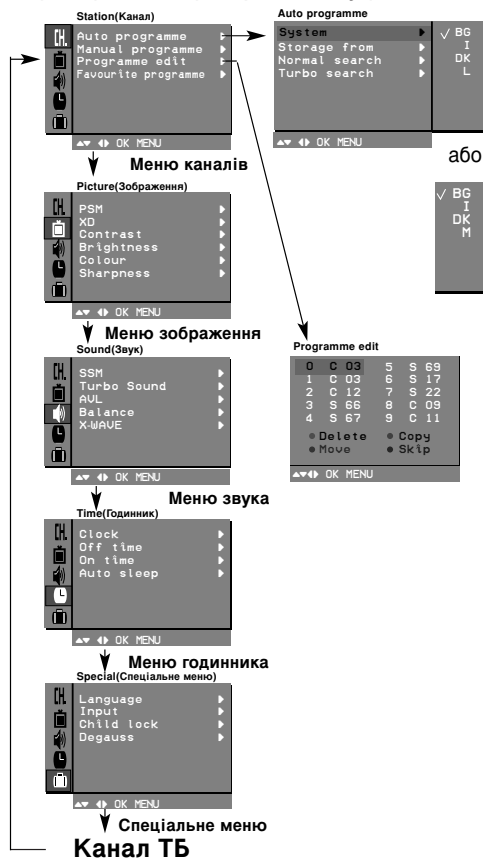 Station(Канал)
CH.
Auto programme
Manual programme
Programme edit
Favourite programme
OK MENU
Auto programme
System
Storage from
Normal search
Turbo search
OK MENU
✓ BG
I
DK
L
або
✓ BG
I
DK
M
Меню каналів
Picture(Зображення)
CH.
PSM
XD
Contrast
Brightness
Colour
Sharpness
OK MENU
Меню зображення
Programme edit
0 C 03 5 S 69
1 C 03 6 S 17
2 C 12 7 S 22
3 S 66 8 C 09
4 S 67 9 C 11
Delete Copy
Move Skip
OK MENU
Sound(Звук)
CH.
SSM
Turbo Sound
AVL
Balance
X-WAVE
OK MENU
Меню звука
Time(Годинник)
CH.
Clock
Off time
On time
Auto sleep
OK MENU
Меню годинника
Special(Спеціальне меню)
CH.
Language
Input
Child lock
Degauss
OK MENU
Спеціальне меню
Канал ТБ